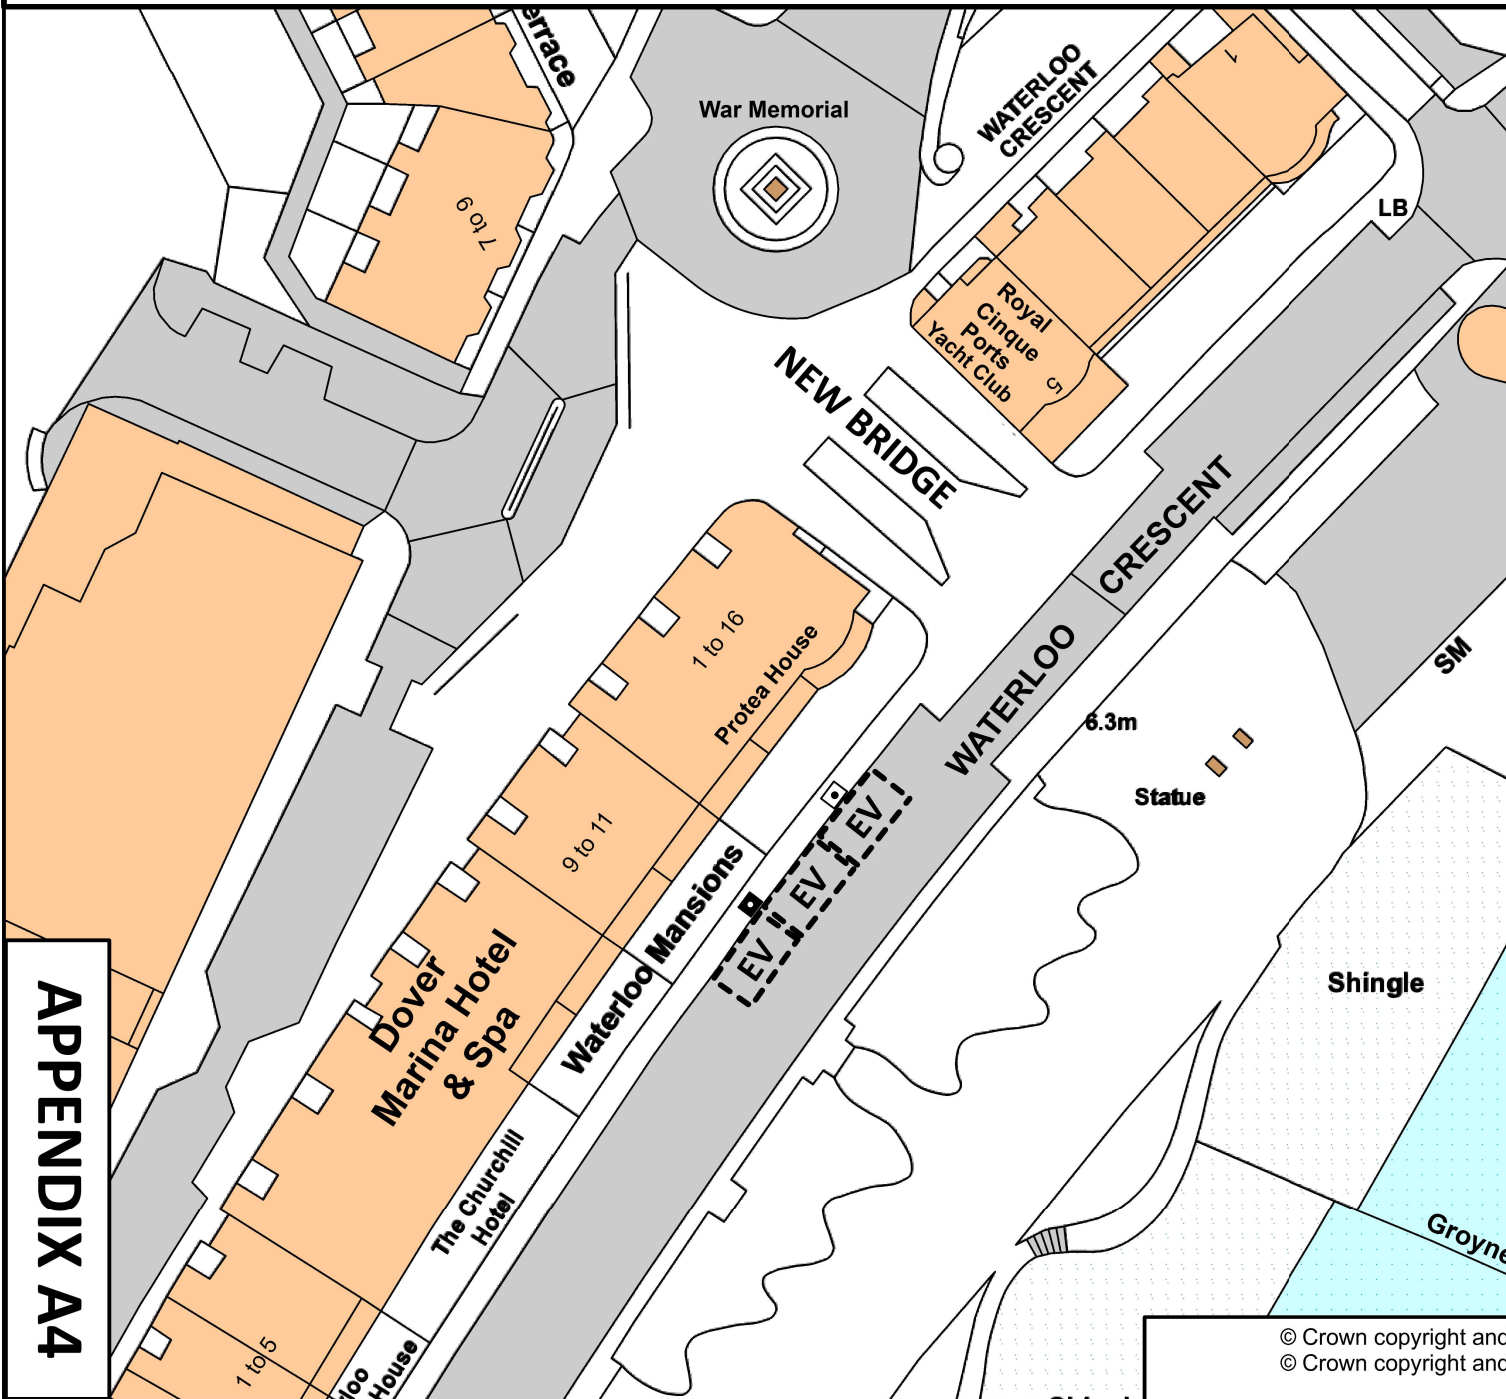 errace
War Memorial
WATERLOO
CRESCENT
1
LB
7 to 9
Royal
Cinque
Ports
Yacht Club
5
NEW BRIDGE
CRESCENT
WATERLOO
1 to 16
Protea House
SM
6.3m
Statue
EV
EV
EV
9 to 11
Waterloo Mansions
Dover
Marina Hotel
& Spa
Shingle
The Churchill
Hotel
Groyne
APPENDIX A4
1 to 5
loo
House
© Crown copyright and
© Crown copyright and